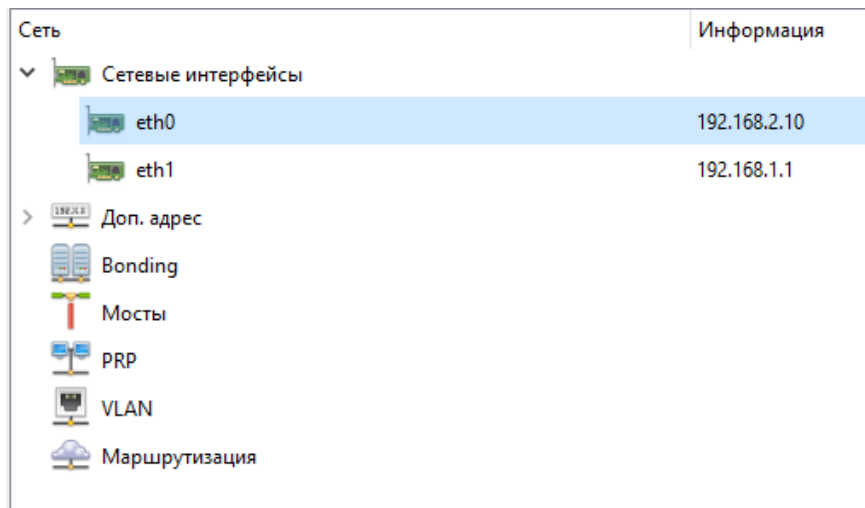 Сеть Информация
Сетевые интерфейсы
eth0 192.168.2.10
eth1 192.168.1.1
Доп. адрес
Bonding
Мосты
PRP
VLAN
Маршрутизация